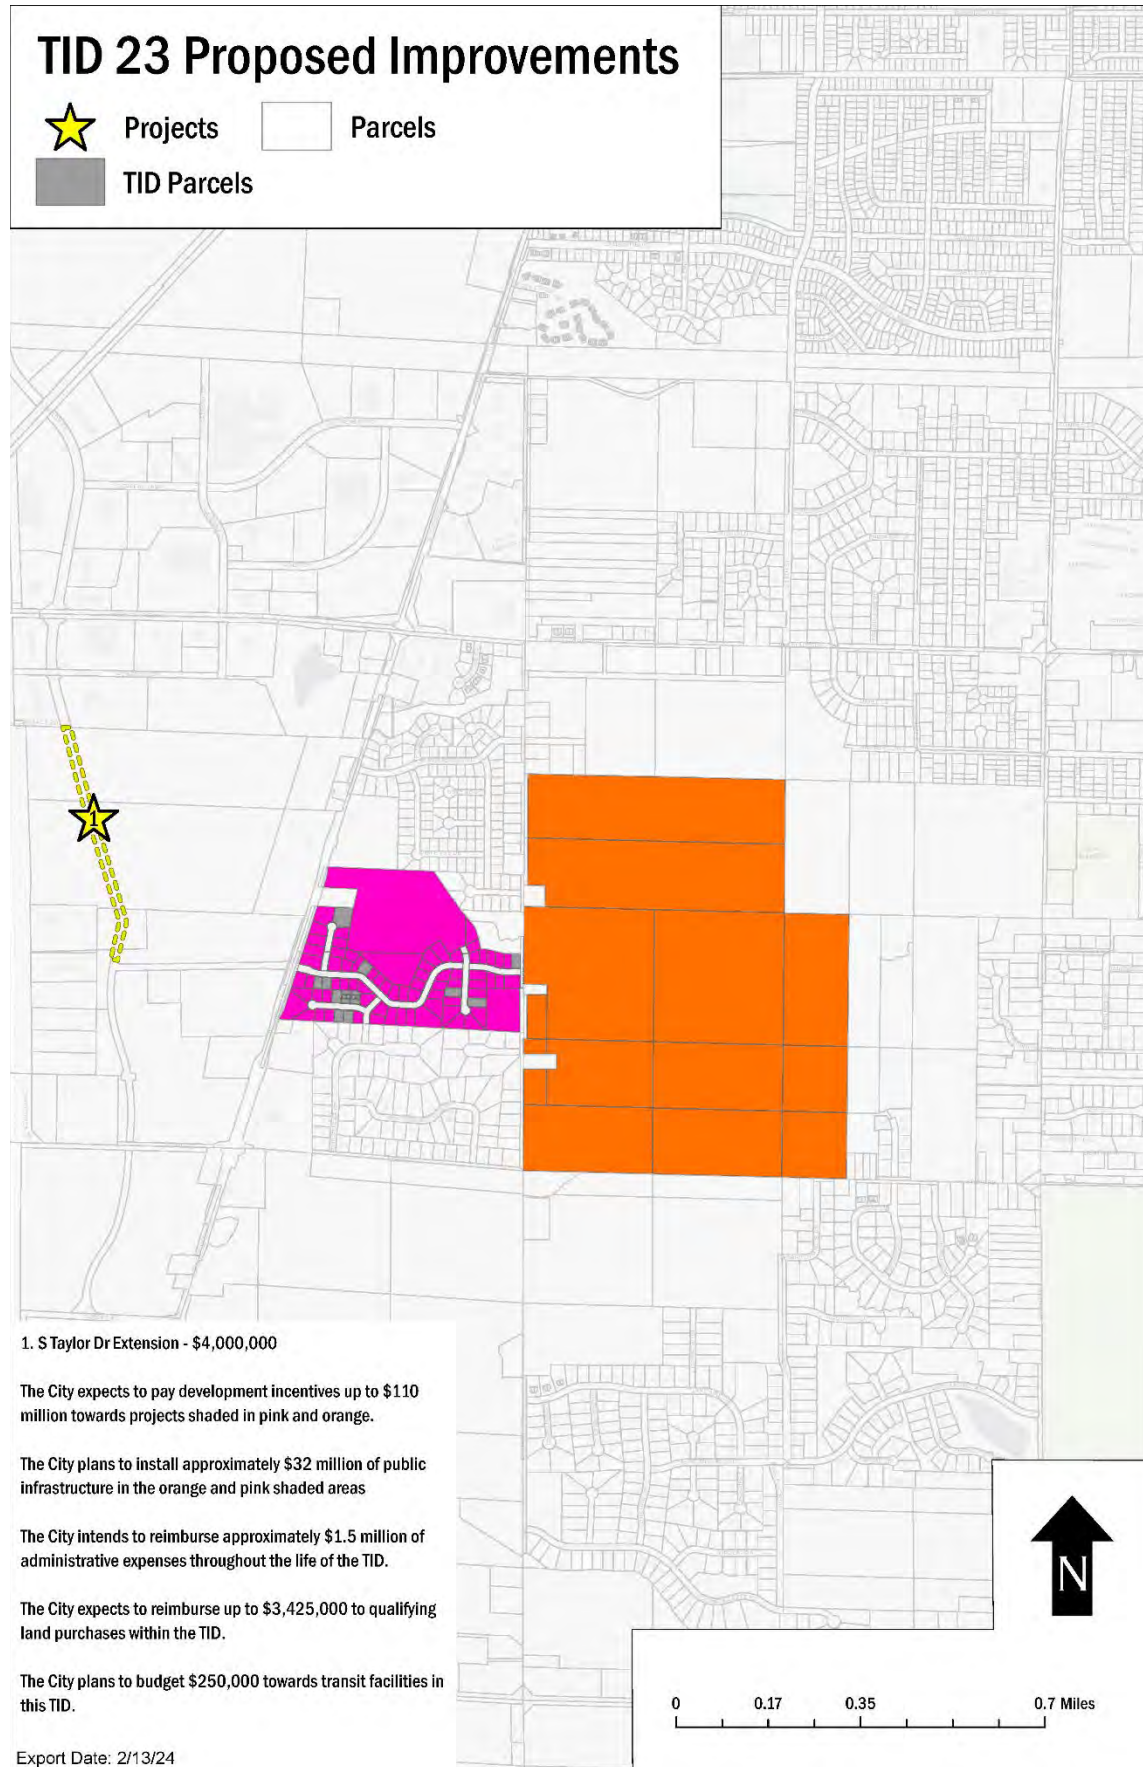 TID 23 Proposed Improvements
Projects
Parcels
TID Parcels
1
1. S Taylor Dr Extension - $4,000,000
The City expects to pay development incentives up to $110
million towards projects shaded in pink and orange.
The City plans to install approximately $32 million of public
infrastructure in the orange and pink shaded areas
The City intends to reimburse approximately $1.5 million of
administrative expenses throughout the life of the TID.
The City expects to reimburse up to $3,425,000 to qualifying
land purchases within the TID.
The City plans to budget $250,000 towards transit facilities in
this TID.
Export Date: 2/13/24
N
0 0.17 0.35 0.7 Miles